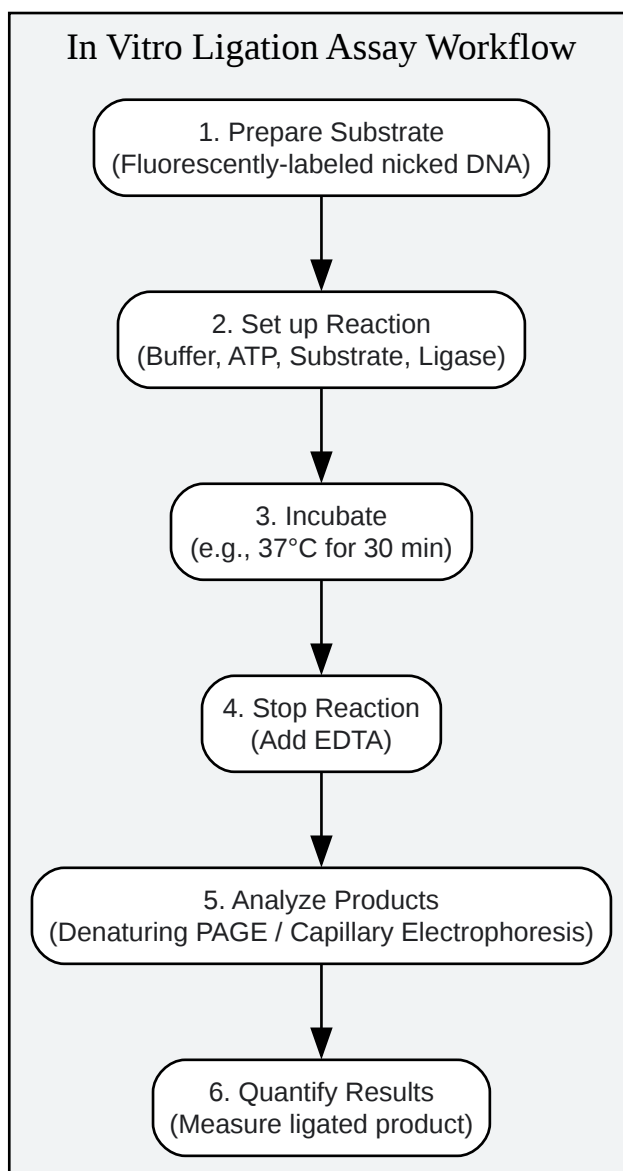 In Vitro Ligation Assay Workflow
1. Prepare Substrate
(Fluorescently-labeled nicked DNA)
2. Set up Reaction
(Buffer, ATP, Substrate, Ligase)
3. Incubate
(e.g., 37°C for 30 min)
4. Stop Reaction
(Add EDTA)
5. Analyze Products
(Denaturing PAGE / Capillary Electrophoresis)
6. Quantify Results
(Measure ligated product)